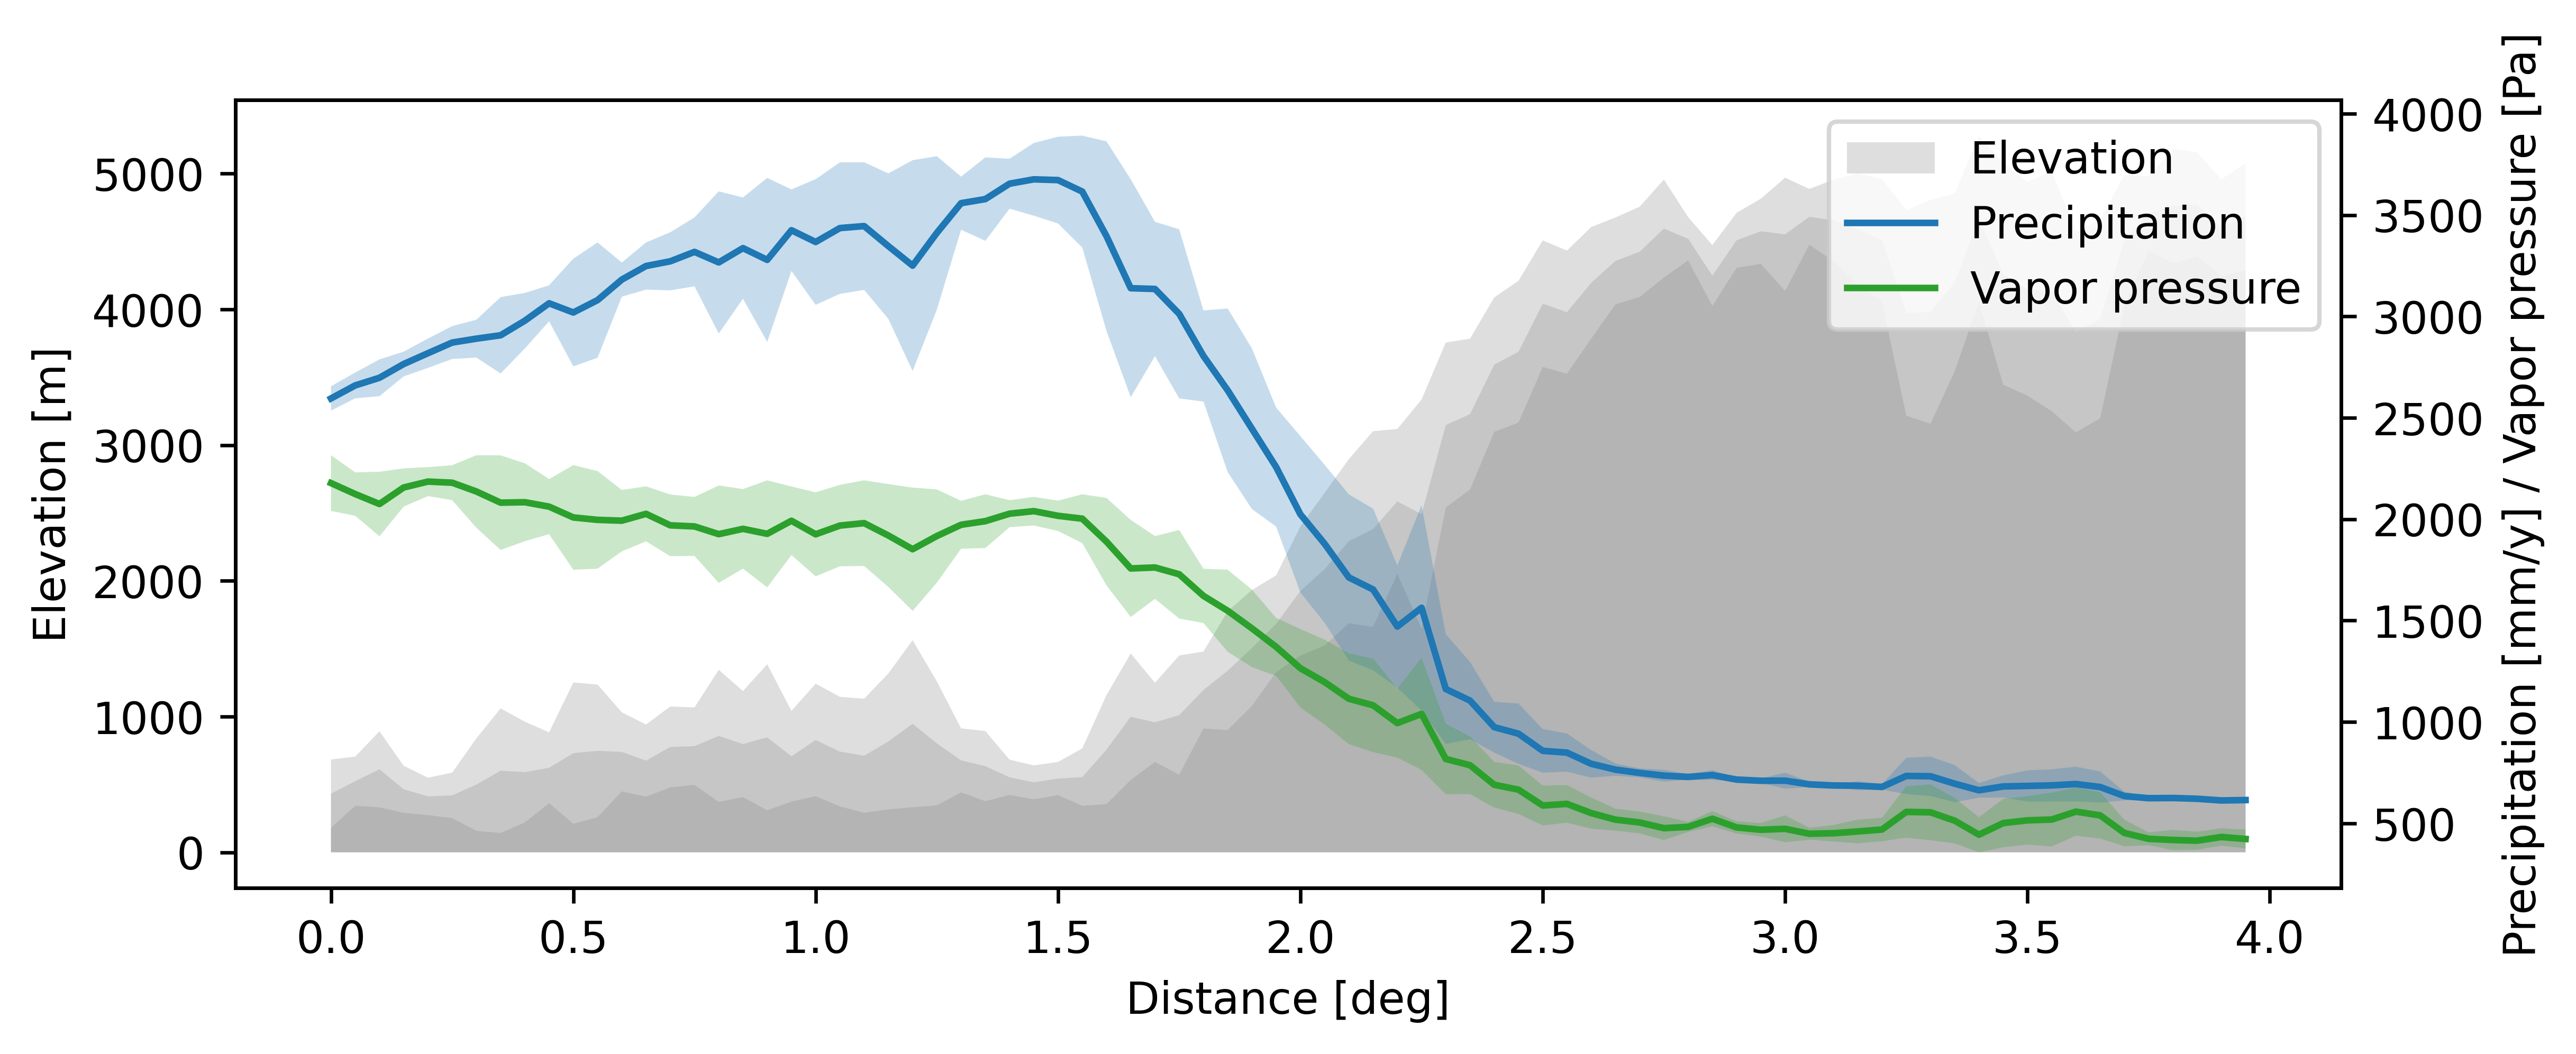 Elevation [m]
5000
4000
3000
2000
1000
0
0.0 0.5 1.0 1.5 2.0 2.5 3.0 3.5 4.0
Distance [deg]
Elevation
Precipitation
Vapor pressure
4000
3500
3000
2500
2000
1500
1000
500
Precipitation [mm/y] / Vapor pressure [Pa]